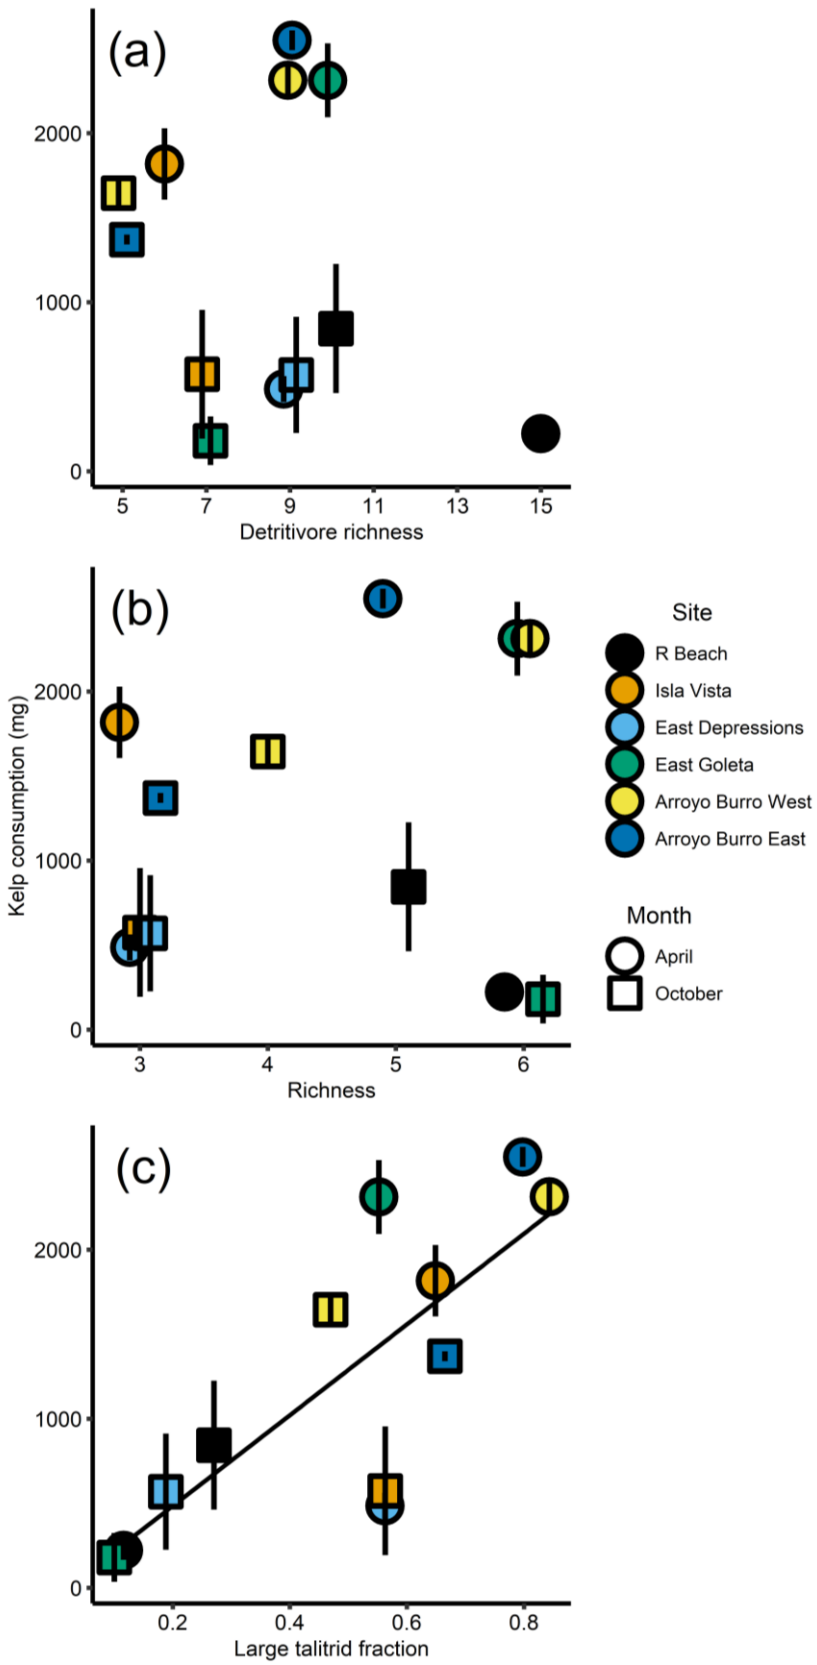 (a)
2000
1000
0
5 7 9 11 13 15
Detritivore richness
(b)
Kelp consumption (mg)
2000
1000
0
3 4 5 6
Richness
Site
R Beach
Isla Vista
East Depressions
East Goleta
Arroyo Burro West
Arroyo Burro East
Month
April
October
(c)
2000
1000
0
0.2 0.4 0.6 0.8
Large talitrid fraction